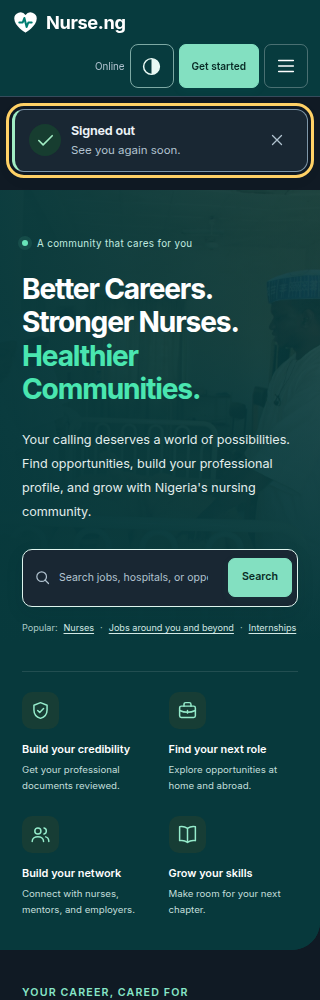 Nurse.ng
Online
Get started
Signed out
See you again soon.
A community that cares for you
Better Careers.
Stronger Nurses.
Healthier
Communities.
Your calling deserves a world of possibilities.
Find opportunities, build your professional
profile, and grow with Nigeria's nursing
community.
Search jobs, hospitals, or oppo
Search
Popular: Nurses · Jobs around you and beyond · Internships
Build your credibility
Get your professional
documents reviewed.
Find your next role
Explore opportunities at
home and abroad.
Build your network
Connect with nurses,
mentors, and employers.
Grow your skills
Make room for your next
chapter.
YOUR CAREER, CARED FOR